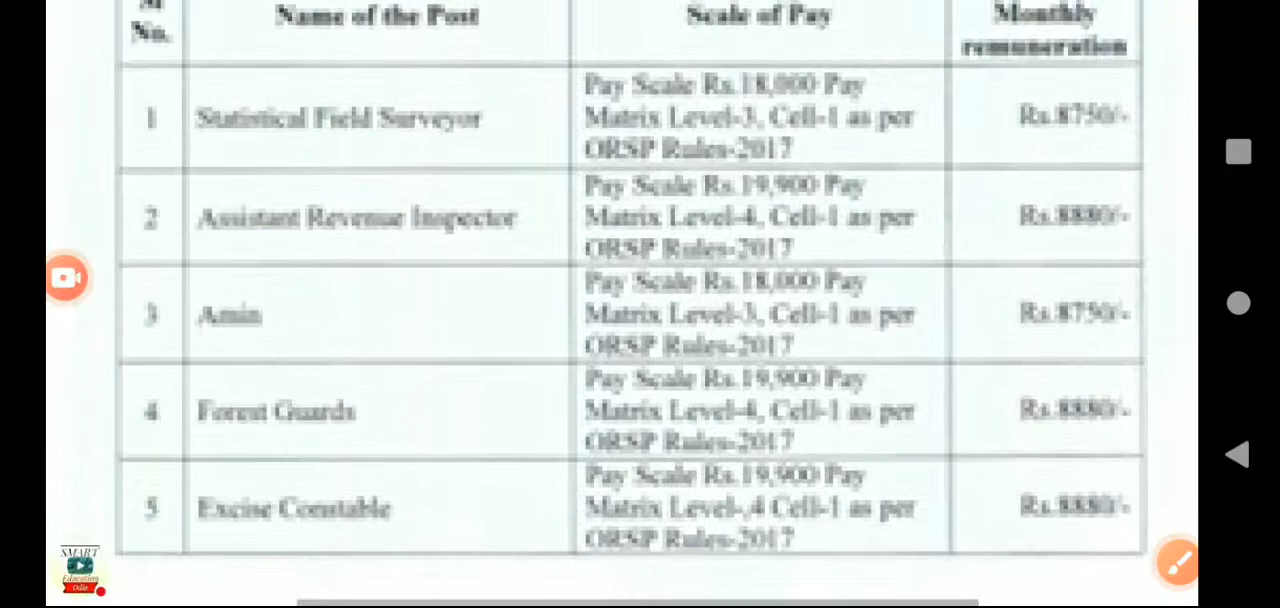 Sl
No.
Name of the Post
Scale of Pay
Monthly
remuneration
1
Statistical Field Surveyor
Pay Scale Rs.18,000 Pay
Matrix Level-3, Cell-1 as per
ORSP Rules-2017
Rs.8750/-
2
Assistant Revenue Inspector
Pay Scale Rs.19,900 Pay
Matrix Level-4, Cell-1 as per
ORSP Rules-2017
Rs.8880/-
3
Amin
Pay Scale Rs.18,000 Pay
Matrix Level-3, Cell-1 as per
ORSP Rules-2017
Rs.8750/-
4
Forest Guards
Pay Scale Rs.19,900 Pay
Matrix Level-4, Cell-1 as per
ORSP Rules-2017
Rs.8880/-
5
Excise Constable
Pay Scale Rs.19,900 Pay
Matrix Level-,4 Cell-1 as per
ORSP Rules-2017
Rs.8880/-
SMART
Education